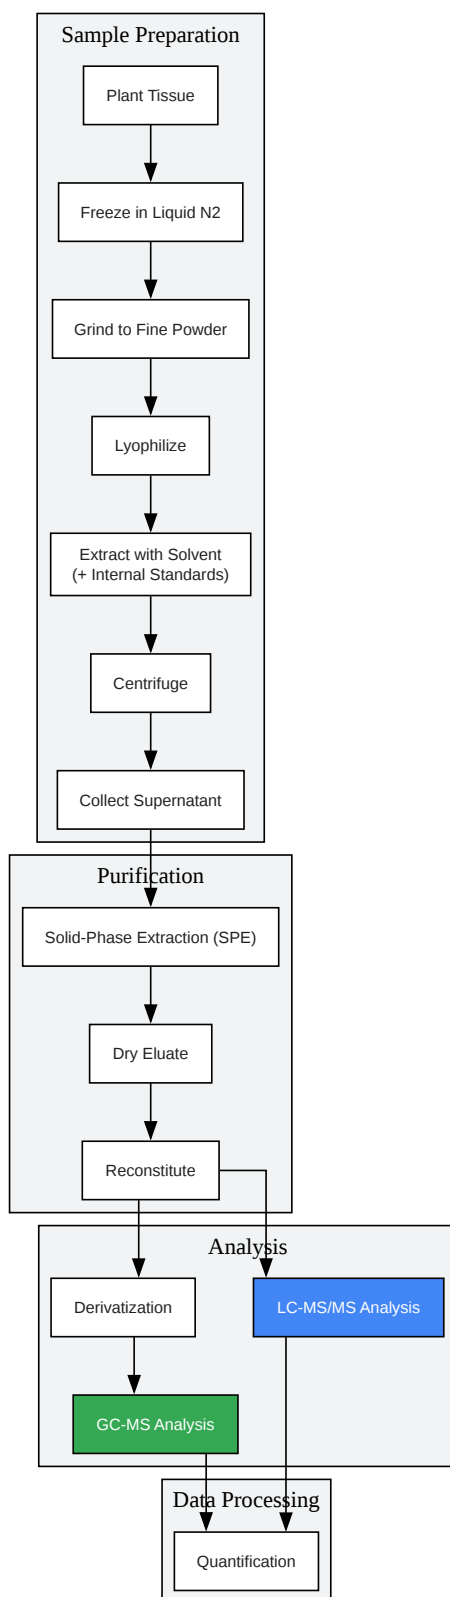 Sample Preparation
Plant Tissue
Freeze in Liquid N2
Grind to Fine Powder
Lyophilize
Extract with Solvent
(+ Internal Standards)
Centrifuge
Collect Supernatant
Purification
Solid-Phase Extraction (SPE)
Dry Eluate
Reconstitute
Analysis
Derivatization
LC-MS/MS Analysis
GC-MS Analysis
Data Processing
Quantification